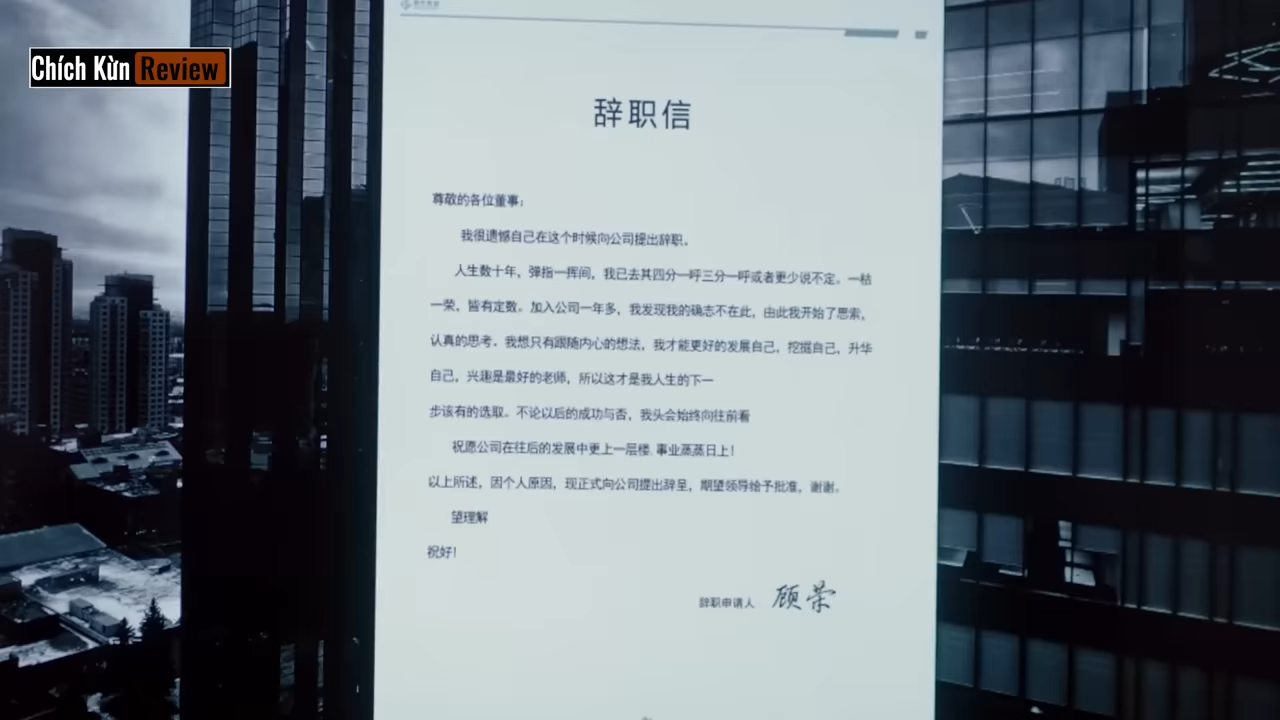 Chích Kừn Review
辞职信
尊敬的各位董事:
我很遗憾自己在这个时候向公司提出辞职。
人生数十年,弹指一挥间,我已去其四分一呼三分一呼或者更少说不定。一枯
一荣,皆有定数。加入公司一年多,我发现我的确志不在此,由此我开始了思索,
认真的思考。我想只有跟随内心的想法,我才能更好的发展自己,挖掘自己,升华
自己,兴趣是最好的老师,所以这才是我人生的下一
步该有的选取。不论以后的成功与否,我头会始终向往前看
祝愿公司在往后的发展中更上一层楼,事业蒸蒸日上!
以上所述,因个人原因,现正式向公司提出辞呈,期望领导给予批准,谢谢。
望理解
祝好!
辞职申请人 顾荣